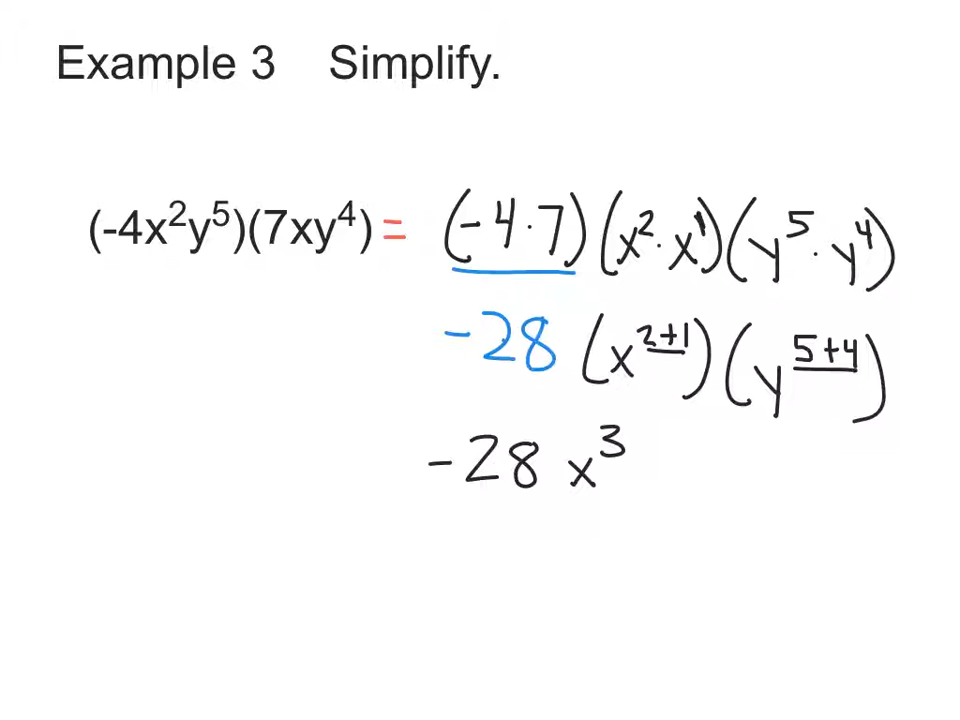 Example 3 Simplify.
(-4x²y⁵)(7xy⁴) = (-4·7)(x²·x¹)(y⁵·y⁴)
-28 (x²⁺¹)(y⁵⁺⁴)
-28 x³